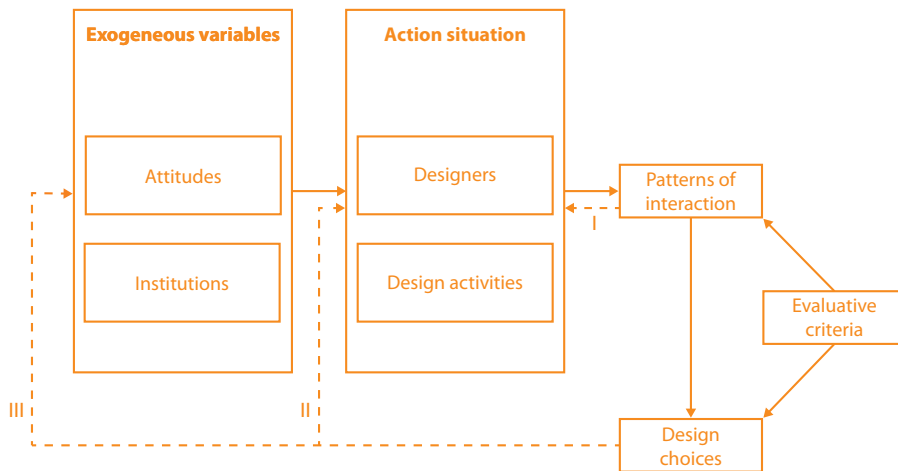 Exogeneous variables
Action situation
Attitudes
Designers
Patterns of
interaction
I
Institutions
Design activities
Evaluative
criteria
III
II
Design
choices